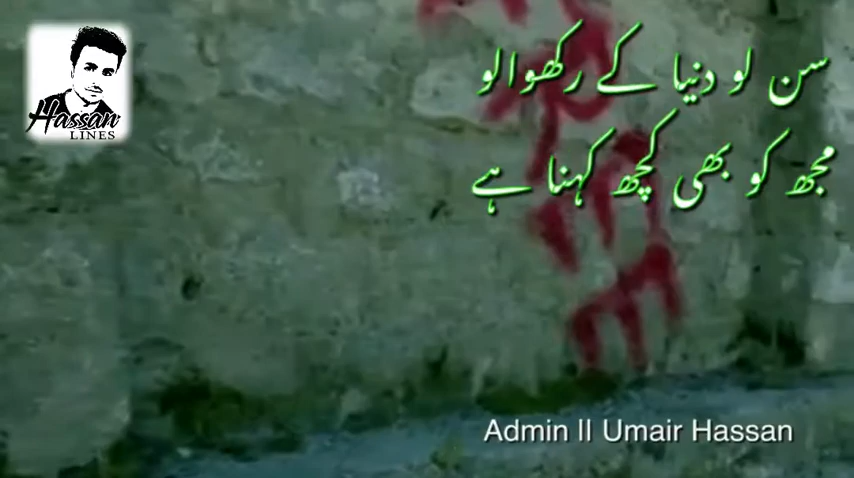 سن لو دنیا کے رکھوالو
مجھ کو بھی کچھ کہنا ہے
Hassan
LINES
Admin II Umair Hassan